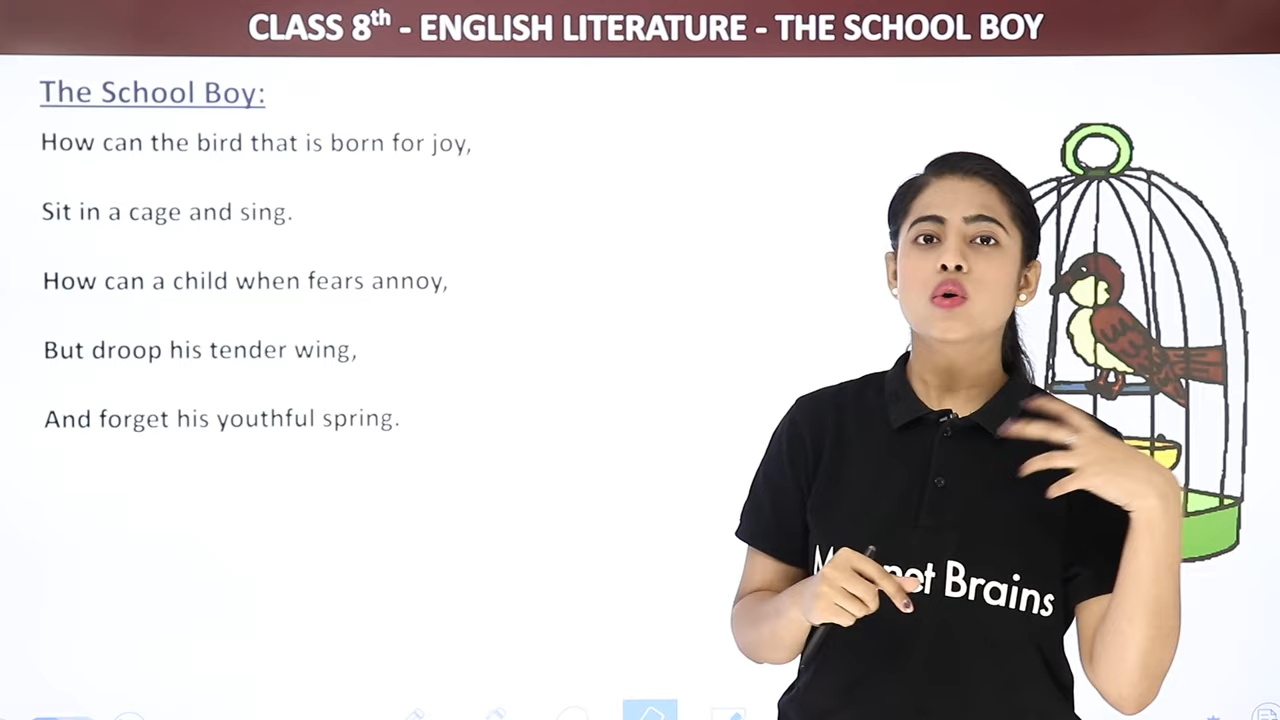 CLASS 8th - ENGLISH LITERATURE - THE SCHOOL BOY
The School Boy:
How can the bird that is born for joy,
Sit in a cage and sing.
How can a child when fears annoy,
But droop his tender wing,
And forget his youthful spring.
Brains